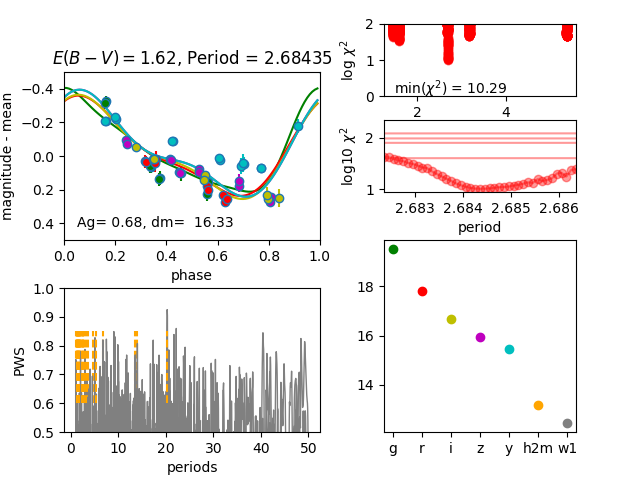 E(B − V) = 1.62, Period = 2.68435
−0.4
−0.2
0.0
0.2
0.4
magnitude - mean
Ag= 0.68, dm=  16.33
0.0 0.2 0.4 0.6 0.8 1.0
phase
2
1
0
log χ²
min(χ²) = 10.29
2 4
2
1
log10 χ²
2.683 2.684 2.685 2.686
period
1.0
0.9
0.8
0.7
0.6
0.5
PWS
0 10 20 30 40 50
periods
18
16
14
g r i z y h2m w1